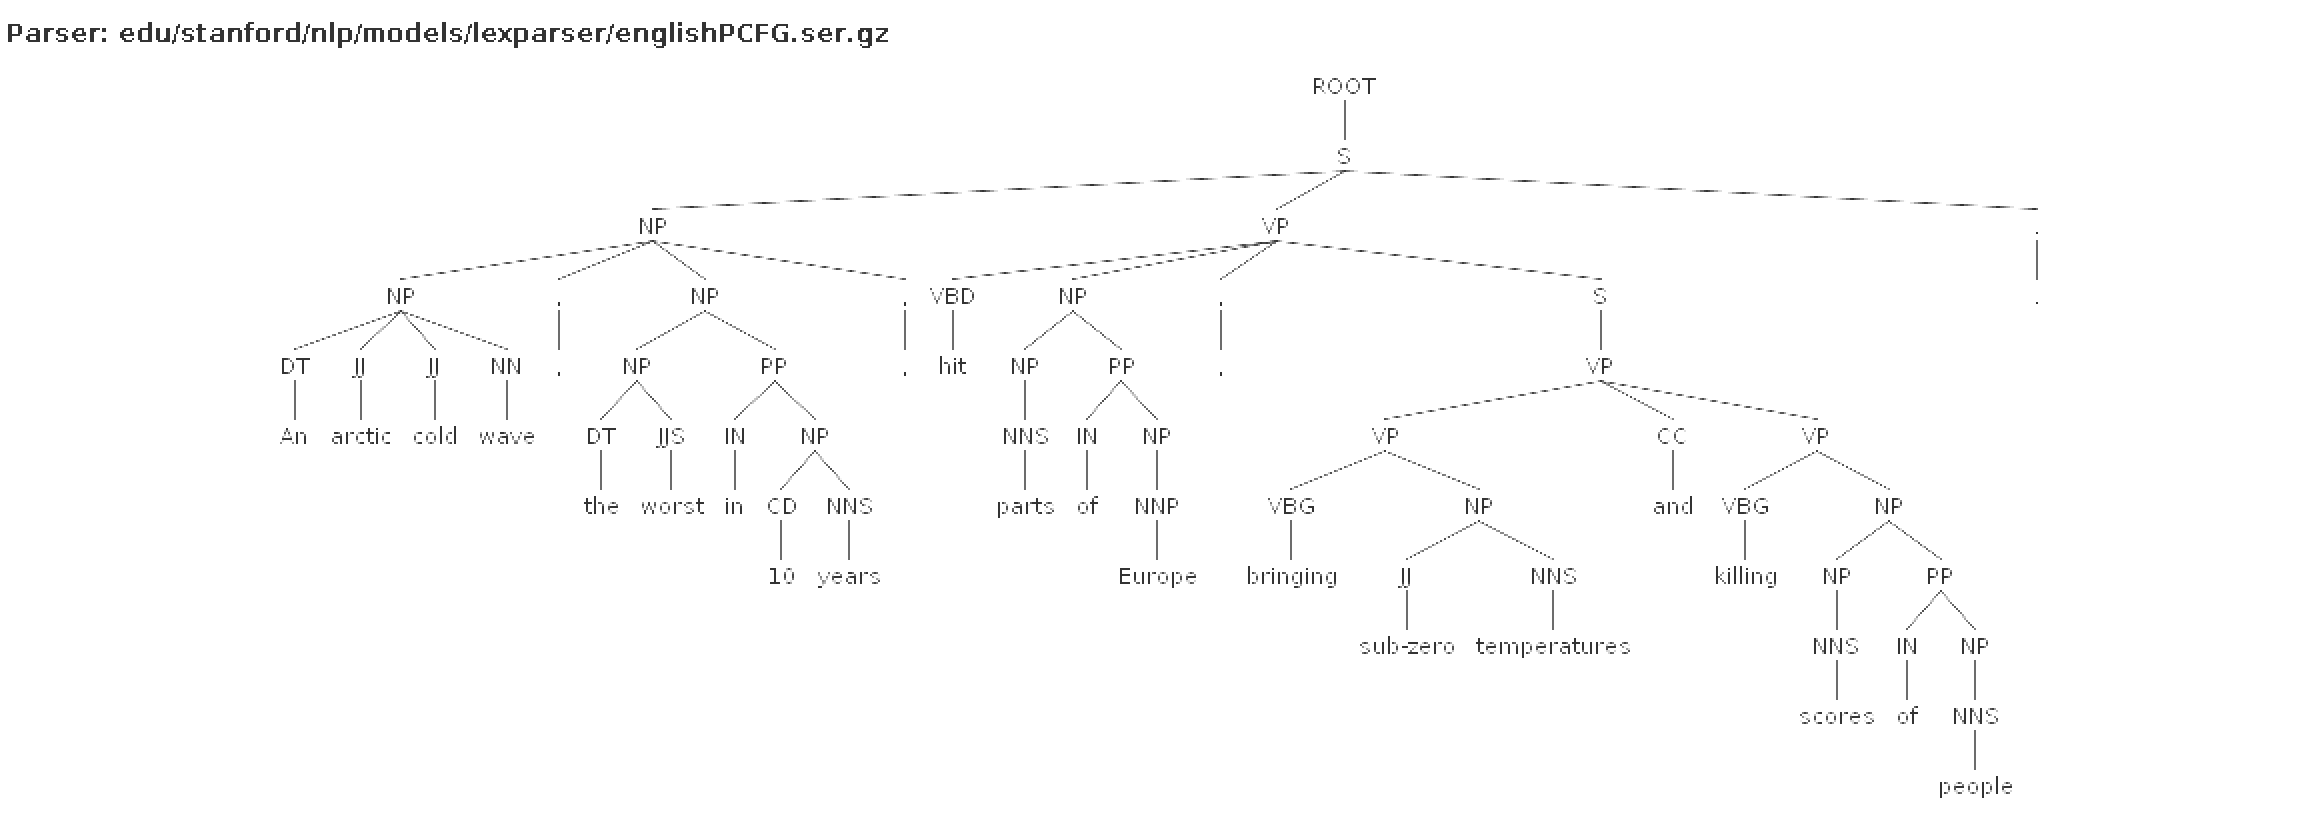 Parser: edu/stanford/nlp/models/lexparser/englishPCFG.ser.gz
ROOT
S
NP VP .
NP , NP , VBD NP , S .
DT JJ JJ NN , NP PP , hit NP PP , VP
An arctic cold wave DT JJS IN NP NNS IN NP VP CC VP
the worst in CD NNS parts of NNP VBG NP and VBG NP
10 years Europe bringing JJ NNS killing NP PP
sub-zero temperatures NNS IN NP
scores of NNS
people